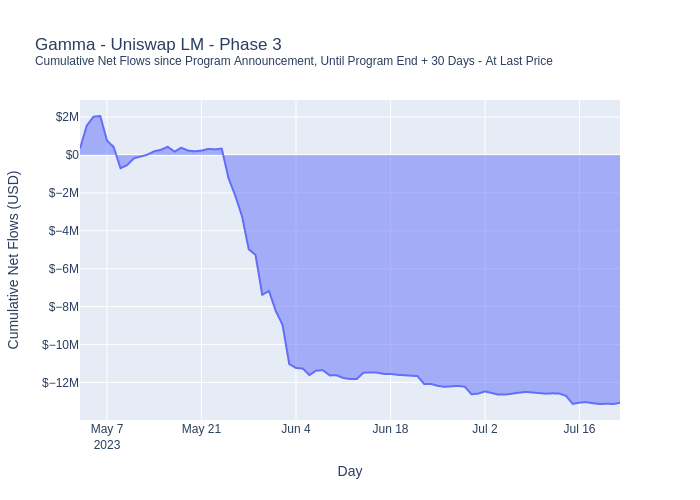 Gamma - Uniswap LM - Phase 3
Cumulative Net Flows since Program Announcement, Until Program End + 30 Days - At Last Price
Cumulative Net Flows (USD)
$2M
$0
$−2M
$−4M
$−6M
$−8M
$−10M
$−12M
May 7
2023
May 21
Jun 4
Jun 18
Jul 2
Jul 16
Day